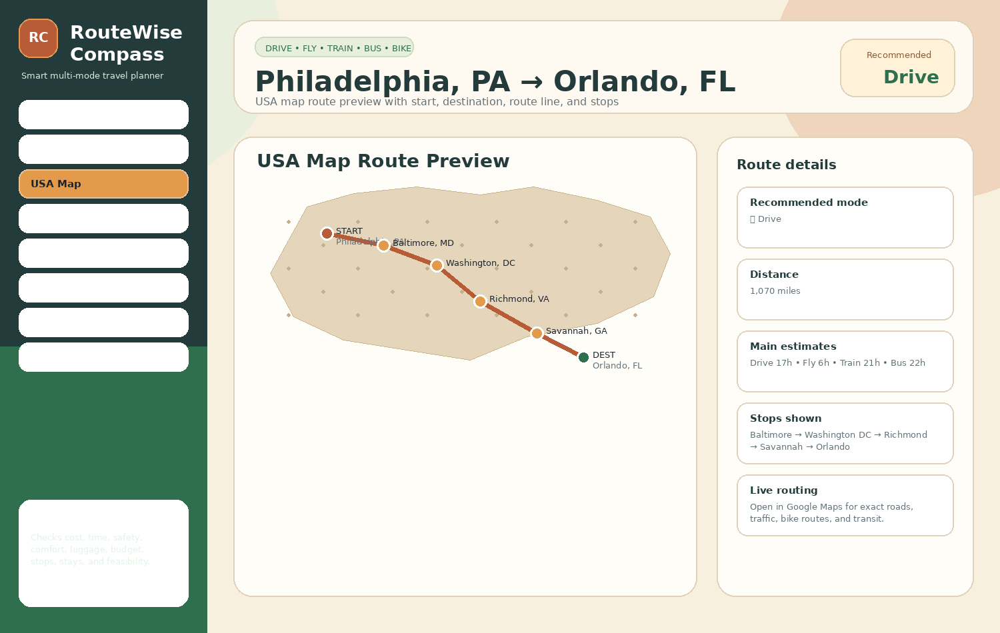 RC
RouteWise
Compass
Smart multi-mode travel planner
USA Map
Checks cost, time, safety,
comfort, luggage, budget,
stops, stays, and feasibility.
DRIVE • FLY • TRAIN • BUS • BIKE
Philadelphia, PA → Orlando, FL
USA map route preview with start, destination, route line, and stops
Recommended
Drive
USA Map Route Preview
START
Philadelphia, PA
Baltimore, MD
Washington, DC
Richmond, VA
Savannah, GA
DEST
Orlando, FL
Route details
Recommended mode
Drive
Distance
1,070 miles
Main estimates
Drive 17h • Fly 6h • Train 21h • Bus 22h
Stops shown
Baltimore → Washington DC → Richmond
→ Savannah → Orlando
Live routing
Open in Google Maps for exact roads,
traffic, bike routes, and transit.